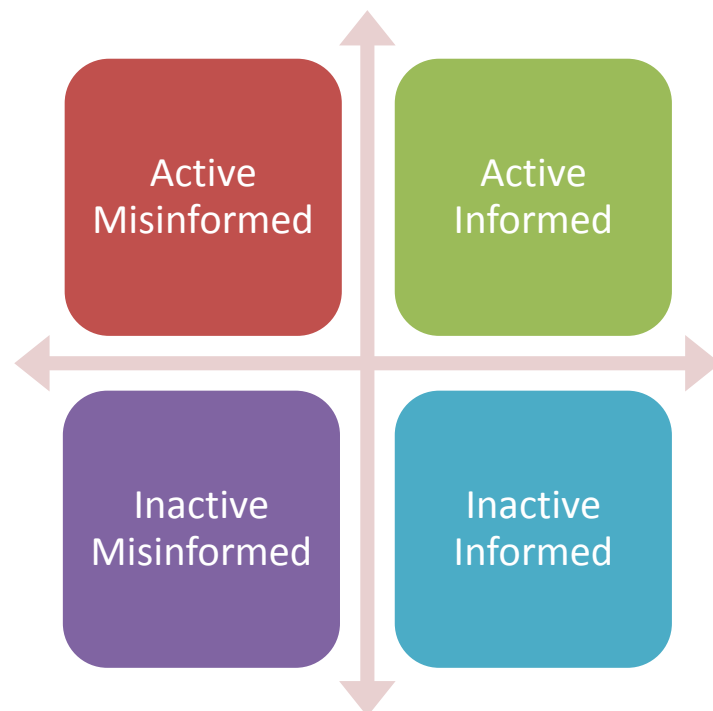 Active
Misinformed
Active
Informed
Inactive
Misinformed
Inactive
Informed